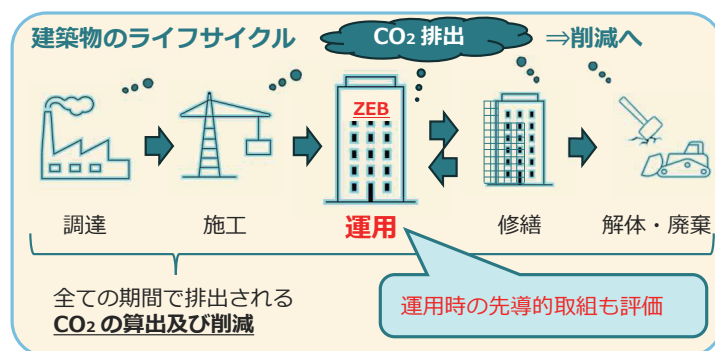 建築物のライフサイクル
CO₂ 排出
⇒削減へ
ZEB
調達
施工
運用
修繕
解体・廃棄
全ての期間で排出される
CO₂ の算出及び削減
運用時の先導的取組も評価